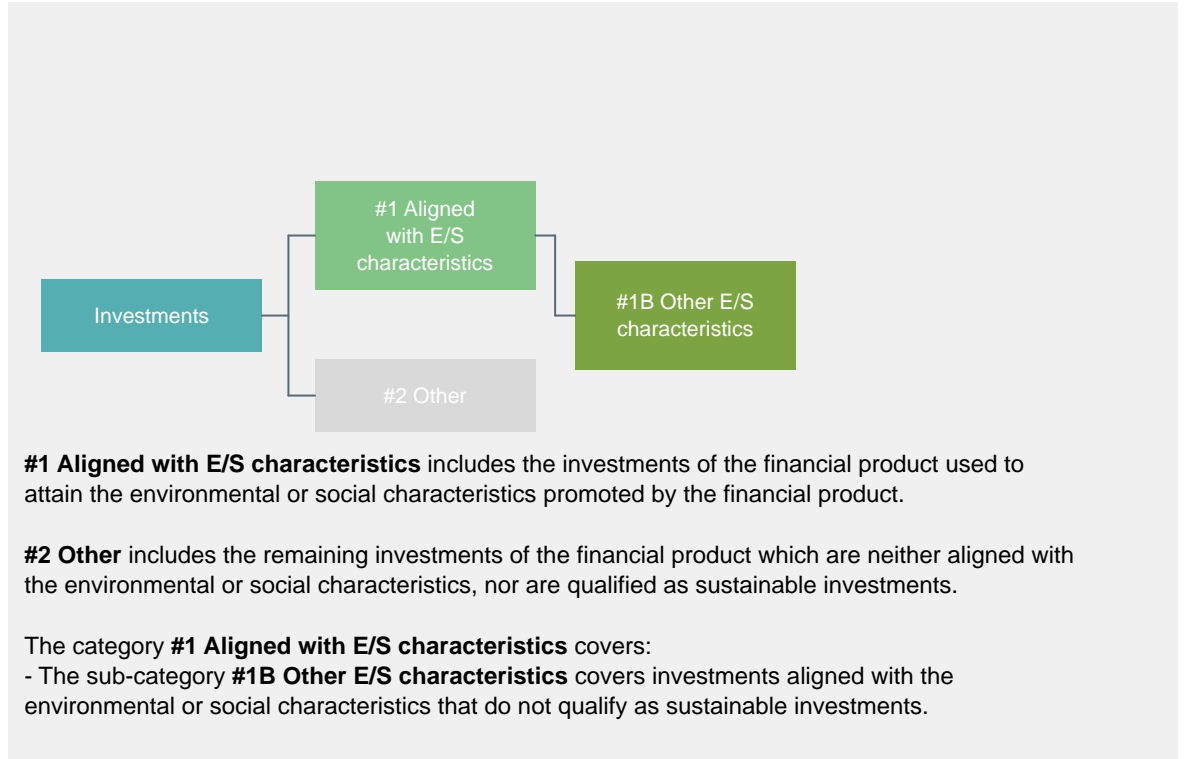 #1 Aligned
with E/S
characteristics
Investments
#1B Other E/S
characteristics
#2 Other
#1 Aligned with E/S characteristics includes the investments of the financial product used to
attain the environmental or social characteristics promoted by the financial product.
#2 Other includes the remaining investments of the financial product which are neither aligned with
the environmental or social characteristics, nor are qualified as sustainable investments.
The category #1 Aligned with E/S characteristics covers:
- The sub-category #1B Other E/S characteristics covers investments aligned with the
environmental or social characteristics that do not qualify as sustainable investments.